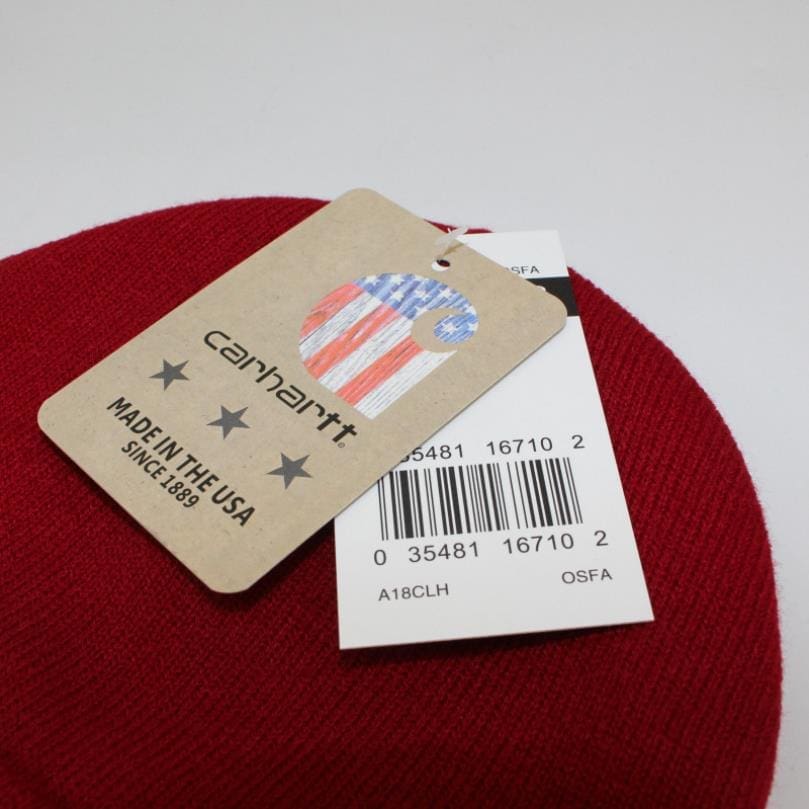 carhartt®
MADE IN THE USA
SINCE 1889
OSFA
35481 16710 2
0 35481 16710 2
A18CLH OSFA